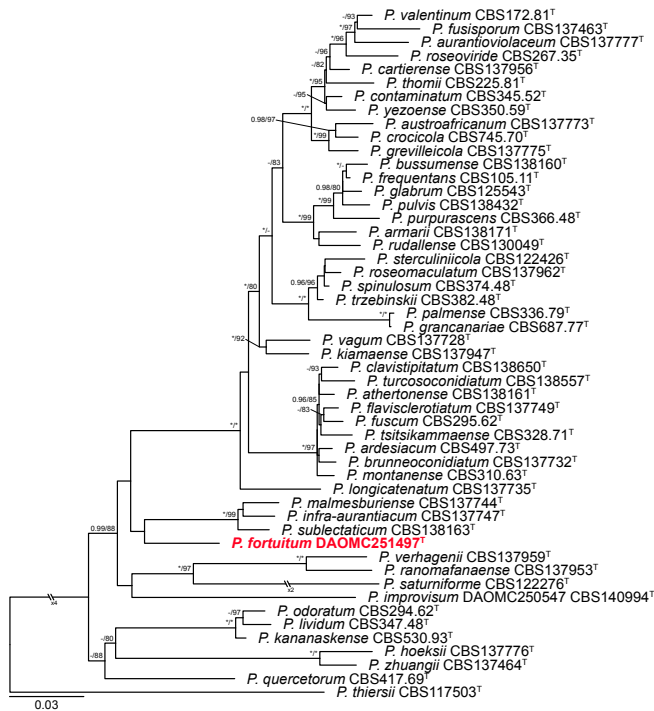 -/93
P. valentinum CBS172.81ᵀ
*/97
P. fusisporum CBS137463ᵀ
*/96
P. aurantioviolaceum CBS137777ᵀ
-/96
P. roseoviride CBS267.35ᵀ
-/82
P. cartierense CBS137956ᵀ
*/95
P. thomii CBS225.81ᵀ
-/95
P. contaminatum CBS345.52ᵀ
*/*
P. yezoense CBS350.59ᵀ
0.98/97
P. austroafricanum CBS137773ᵀ
*/99
P. crocicola CBS745.70ᵀ
P. grevilleicola CBS137775ᵀ
-/83
*/-
P. bussumense CBS138160ᵀ
P. frequentans CBS105.11ᵀ
0.98/80
P. glabrum CBS125543ᵀ
*/99
P. pulvis CBS138432ᵀ
*/99
P. purpurascens CBS366.48ᵀ
*/-
P. armarii CBS138171ᵀ
P. rudallense CBS130049ᵀ
P. sterculiniicola CBS122426ᵀ
0.96/96
P. roseomaculatum CBS137962ᵀ
*/80
*/*
P. spinulosum CBS374.48ᵀ
P. trzebinskii CBS382.48ᵀ
*/*
P. palmense CBS336.79ᵀ
P. grancanariae CBS687.77ᵀ
*/92
P. vagum CBS137728ᵀ
P. kiamaense CBS137947ᵀ
-/93
P. clavistipitatum CBS138650ᵀ
P. turcosoconidiatum CBS138557ᵀ
P. athertonense CBS138161ᵀ
0.96/85
P. flavisclerotiatum CBS137749ᵀ
-/83
P. fuscum CBS295.62ᵀ
*/*
P. tsitsikammaense CBS328.71ᵀ
*/97
P. ardesiacum CBS497.73ᵀ
P. brunneoconidiatum CBS137732ᵀ
P. montanense CBS310.63ᵀ
P. longicatenatum CBS137735ᵀ
P. malmesburiense CBS137744ᵀ
*/99
P. infra-aurantiacum CBS137747ᵀ
*/*
P. sublectaticum CBS138163ᵀ
0.99/88
P. fortuitum DAOMC251497ᵀ
*/*
P. verhagenii CBS137959ᵀ
*/97
P. ranomafanaense CBS137953ᵀ
x2
P. saturniforme CBS122276ᵀ
x4
P. improvisum DAOMC250547 CBS140994ᵀ
-/97
P. odoratum CBS294.62ᵀ
*/*
P. lividum CBS347.48ᵀ
-/80
P. kananaskense CBS530.93ᵀ
*/*
P. hoeksii CBS137776ᵀ
-/88
P. zhuangii CBS137464ᵀ
P. quercetorum CBS417.69ᵀ
P. thiersii CBS117503ᵀ
0.03